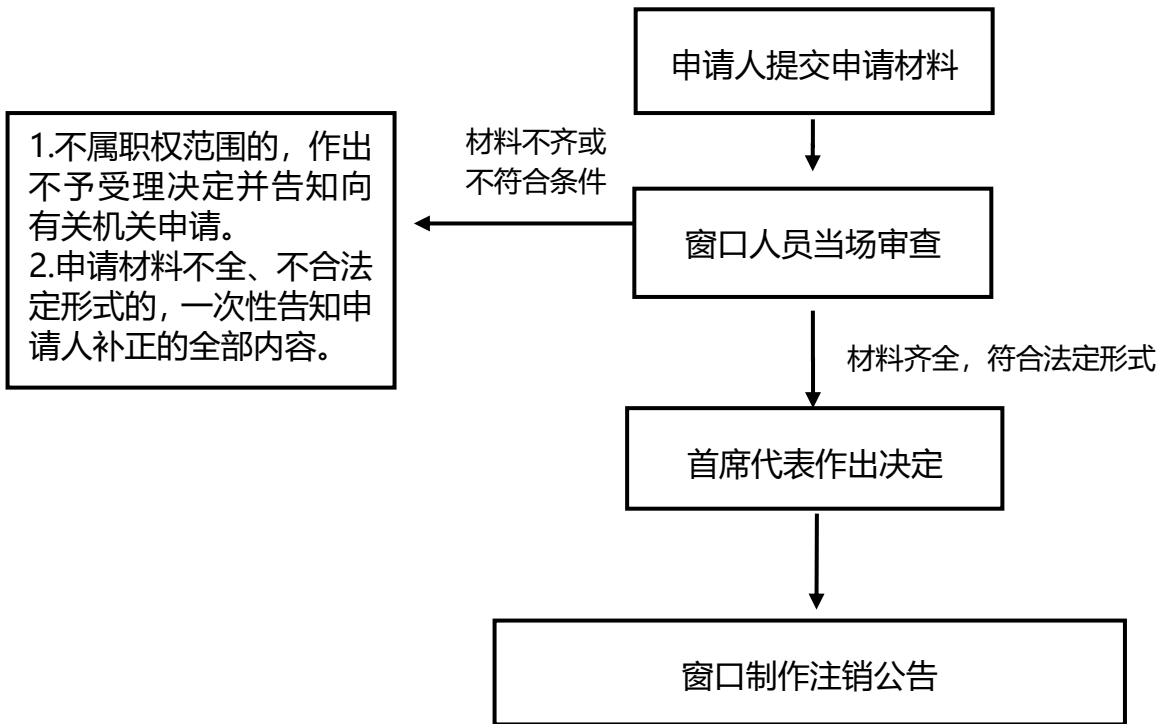 申请人提交申请材料
材料不齐或
不符合条件
1.不属职权范围的，作出
不予受理决定并告知向
有关机关申请。
2.申请材料不全、不合法
定形式的，一次性告知申
请人补正的全部内容。
窗口人员当场审查
材料齐全，符合法定形式
首席代表作出决定
窗口制作注销公告